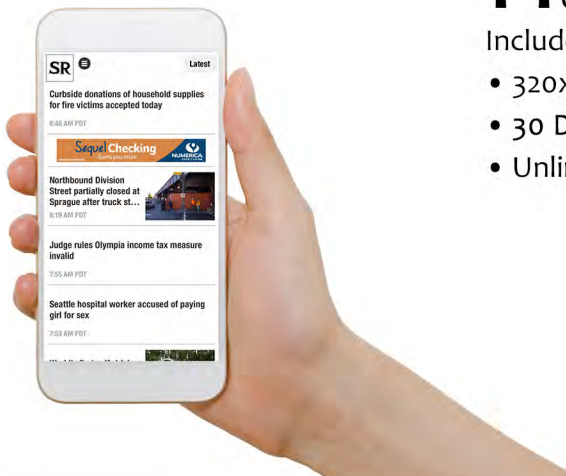 SR
Latest
Curbside donations of household supplies
for fire victims accepted today
6:46 AM PDT
Sequel Checking
Earns you more
NUMERICA
Northbound Division
Street partially closed at
Sprague after truck st...
8:19 AM PDT
Judge rules Olympia income tax measure
invalid
7:55 AM PDT
Seattle hospital worker accused of paying
girl for sex
7:53 AM PDT
Includ
• 320x
• 30 D
• Unli